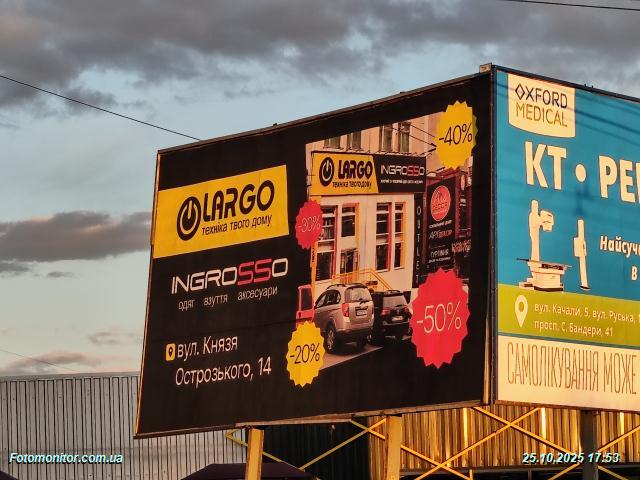 LARGO
техніка твого дому
INGROSSO
одяг взуття аксесуари
вул. Князя
Острозького, 14
-40%
-30%
-20%
-50%
LARGO
техніка твого дому
INGROSSO
OUTLET
OXFORD
MEDICAL
КТ • РЕ
Найсуч
в
вул. Качали, 5, вул. Руська,
просп. С. Бандери, 41
САМОЛІКУВАННЯ МОЖЕ
Fotomonitor.com.ua
25.10.2025 17:53